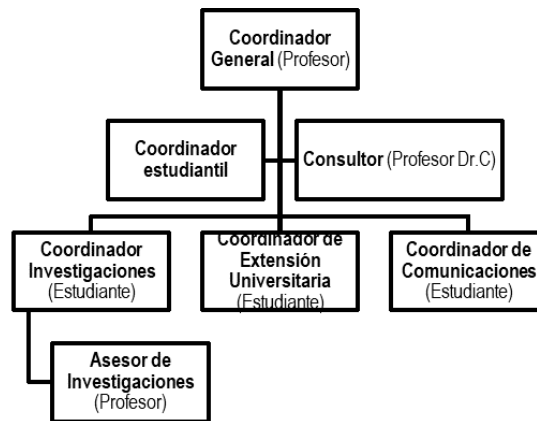 Coordinador
General (Profesor)
Coordinador
estudiantil
Consultor (Profesor Dr.C)
Coordinador
Investigaciones
(Estudiante)
Coordinador de
Extensión
Universitaria
(Estudiante)
Coordinador de
Comunicaciones
(Estudiante)
Asesor de
Investigaciones
(Profesor)